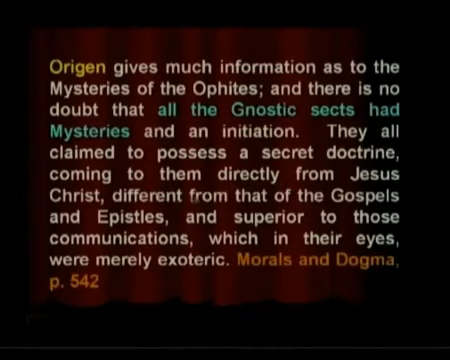 Origen gives much information as to the
Mysteries of the Ophites; and there is no
doubt that all the Gnostic sects had
Mysteries and an initiation. They all
claimed to possess a secret doctrine,
coming to them directly from Jesus
Christ, different from that of the Gospels
and Epistles, and superior to those
communications, which in their eyes,
were merely exoteric. Morals and Dogma,
p. 542